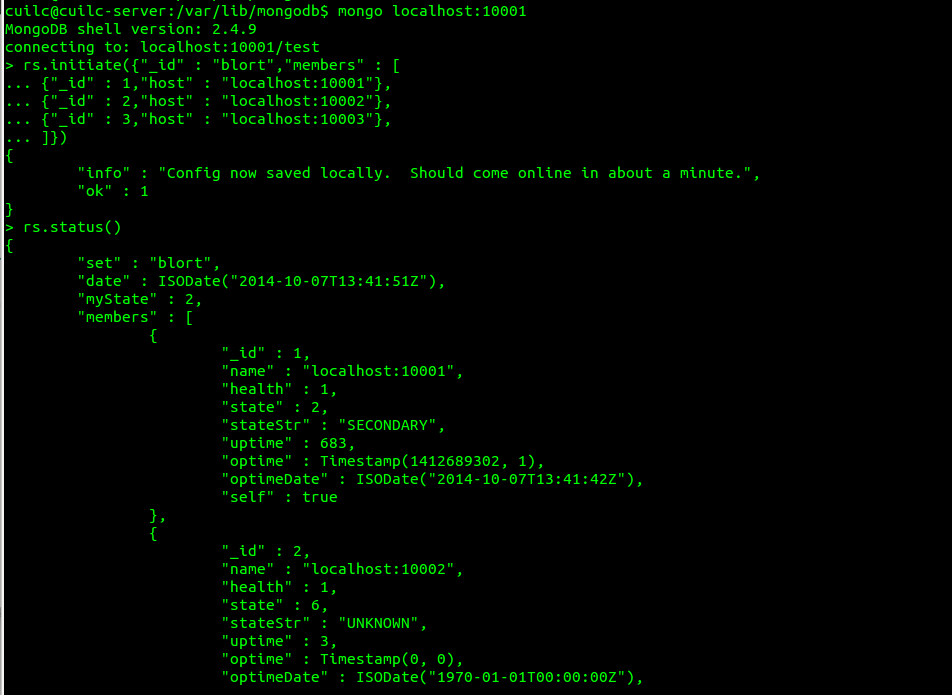 cuilc@cuilc-server:/var/lib/mongodb$ mongo localhost:10001
MongoDB shell version: 2.4.9
connecting to: localhost:10001/test
> rs.initiate({"_id" : "blort","members" : [
... {"_id" : 1,"host" : "localhost:10001"},
... {"_id" : 2,"host" : "localhost:10002"},
... {"_id" : 3,"host" : "localhost:10003"},
... ]})
{
        "info" : "Config now saved locally.  Should come online in about a minute.",
        "ok" : 1
}
> rs.status()
{
        "set" : "blort",
        "date" : ISODate("2014-10-07T13:41:51Z"),
        "myState" : 2,
        "members" : [
                {
                        "_id" : 1,
                        "name" : "localhost:10001",
                        "health" : 1,
                        "state" : 2,
                        "stateStr" : "SECONDARY",
                        "uptime" : 683,
                        "optime" : Timestamp(1412689302, 1),
                        "optimeDate" : ISODate("2014-10-07T13:41:42Z"),
                        "self" : true
                },
                {
                        "_id" : 2,
                        "name" : "localhost:10002",
                        "health" : 1,
                        "state" : 6,
                        "stateStr" : "UNKNOWN",
                        "uptime" : 3,
                        "optime" : Timestamp(0, 0),
                        "optimeDate" : ISODate("1970-01-01T00:00:00Z"),